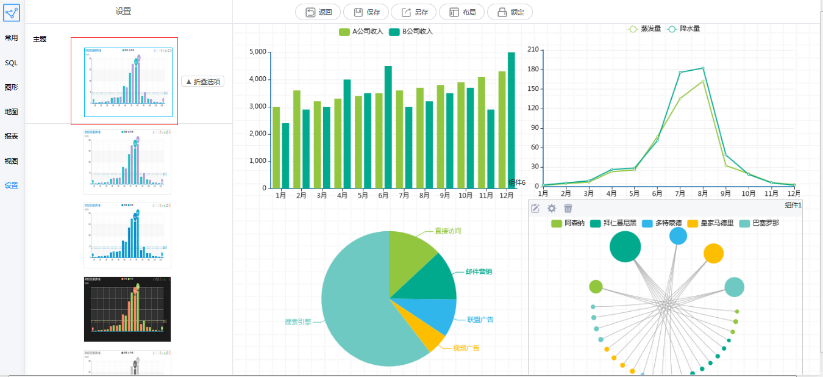 设置
返回
保存
另存
布局
锁定
常用
SQL
图形
地图
报表
视图
设置
主题
▲ 折叠选项
A公司收入
B公司收入
5,000
4,000
3,000
2,000
1,000
0
1月
2月
3月
4月
5月
6月
7月
8月
9月
10月
11月
12月
组件6
蒸发量
降水量
210
180
150
120
90
60
30
0
1月
2月
3月
4月
5月
6月
7月
8月
9月
10月
11月
12月
组件1
直接访问
邮件营销
联盟广告
视频广告
搜索引擎
阿森纳
拜仁慕尼黑
多特蒙德
皇家马德里
巴塞罗那